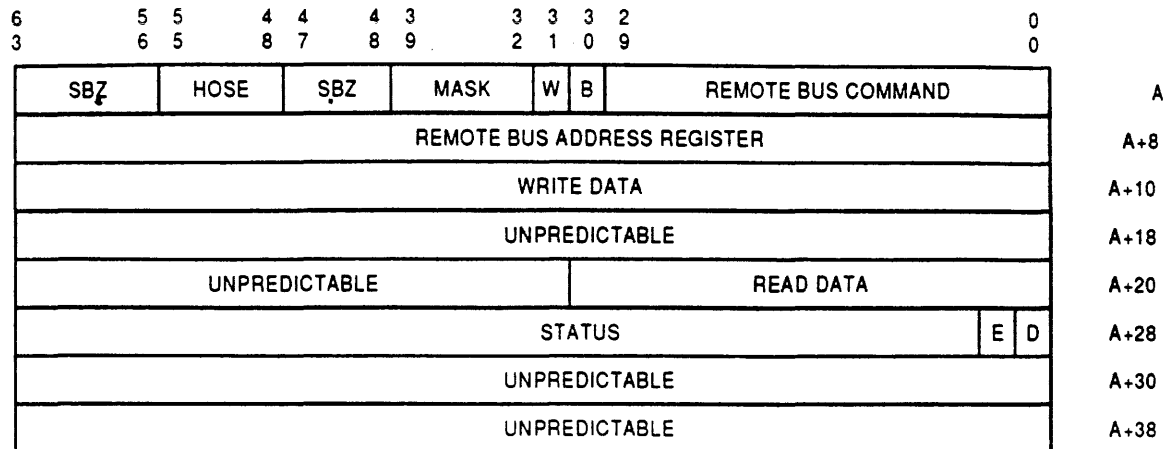 6 5 5 4 4 4 3 3 3 3 2 0
3 6 5 8 7 8 9 2 1 0 9 0
SBZ HOSE SBZ MASK W B REMOTE BUS COMMAND A
REMOTE BUS ADDRESS REGISTER A+8
WRITE DATA A+10
UNPREDICTABLE A+18
UNPREDICTABLE READ DATA A+20
STATUS E D A+28
UNPREDICTABLE A+30
UNPREDICTABLE A+38